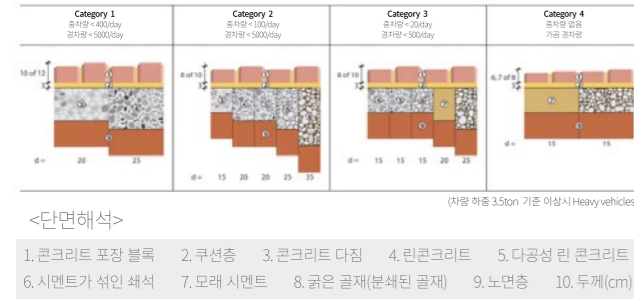 Category 1
Category 2
Category 3
Category 4
중차량 < 400/day
중차량 < 100/day
중차량 < 20/day
중차량 없음
경차량 < 5000/day
경차량 < 5000/day
경차량 < 500/day
가끔 경차량
10 of 12
8 of 10
8 of 10
6, 7 of 8
3
3
3
3
d = 20 25
d = 15 20 20 25 35
d = 15 15 15 20 25
d = 15 15
(차량 하중 3.5ton 기준 이상시 Heavy vehicles
<단면해석>
1. 콘크리트 포장 블록 2. 쿠션층 3. 콘크리트 다짐 4. 린콘크리트 5. 다공성 린 콘크리트
6. 시멘트가 섞인 쇄석 7. 모래 시멘트 8. 굵은 골재(분쇄된 골재) 9. 노면층 10. 두께(cm)